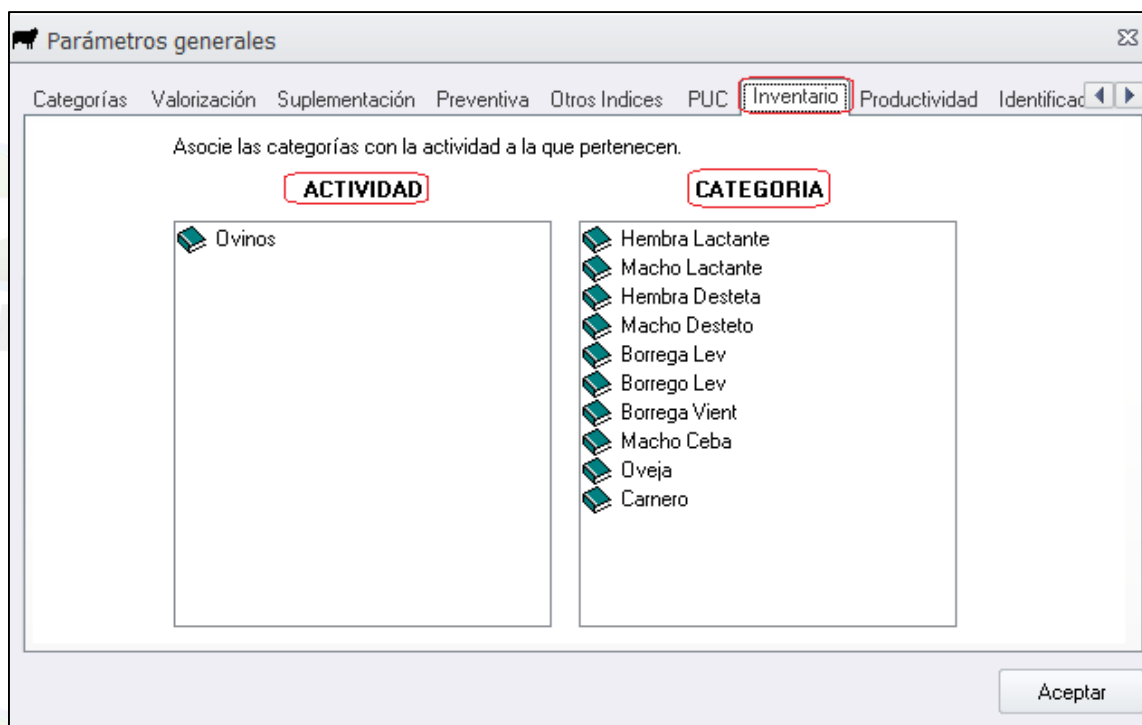 Parámetros generales
Categorías Valorización Suplementación Preventiva Otros Indices PUC Inventario Productividad Identificad
Asocie las categorías con la actividad a la que pertenecen.
ACTIVIDAD CATEGORIA
Ovinos
Hembra Lactante
Macho Lactante
Hembra Desteta
Macho Desteto
Borrega Lev
Borrego Lev
Borrega Vient
Macho Ceba
Oveja
Carnero
Aceptar